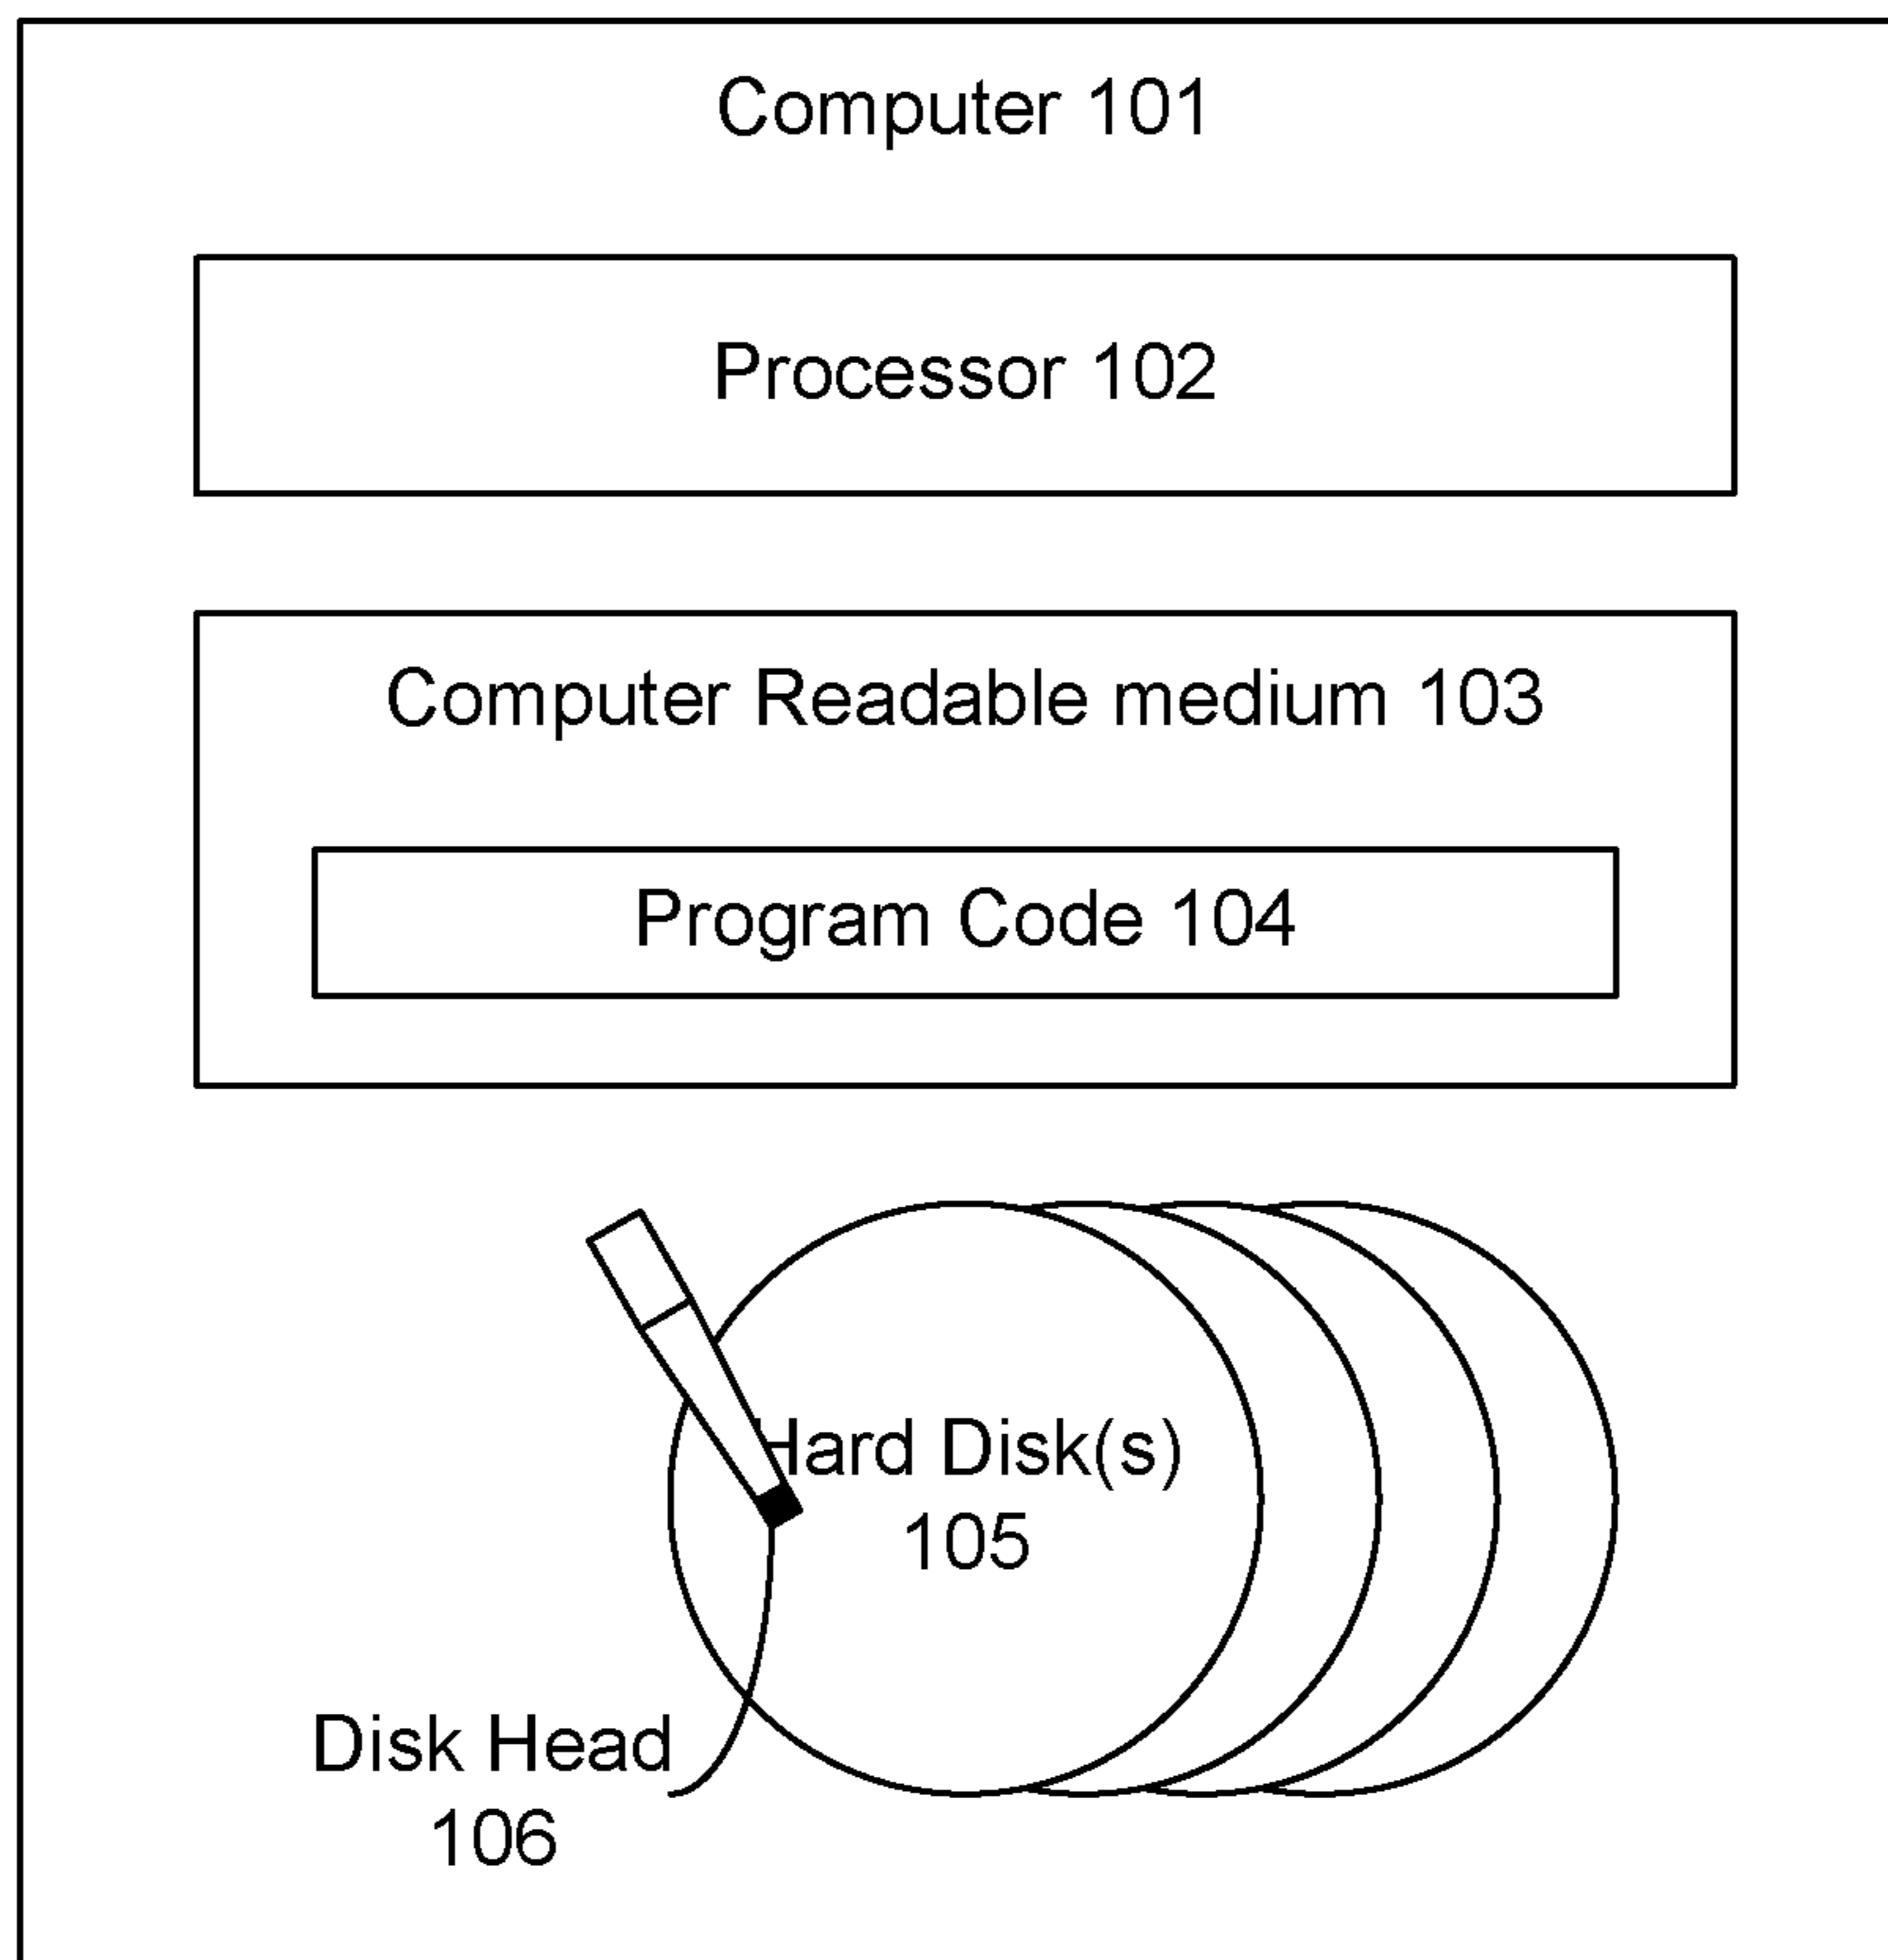 Computer 101
Processor 102
Computer Readable medium 103
Program Code 104
Hard Disk(s)
105
Disk Head
106